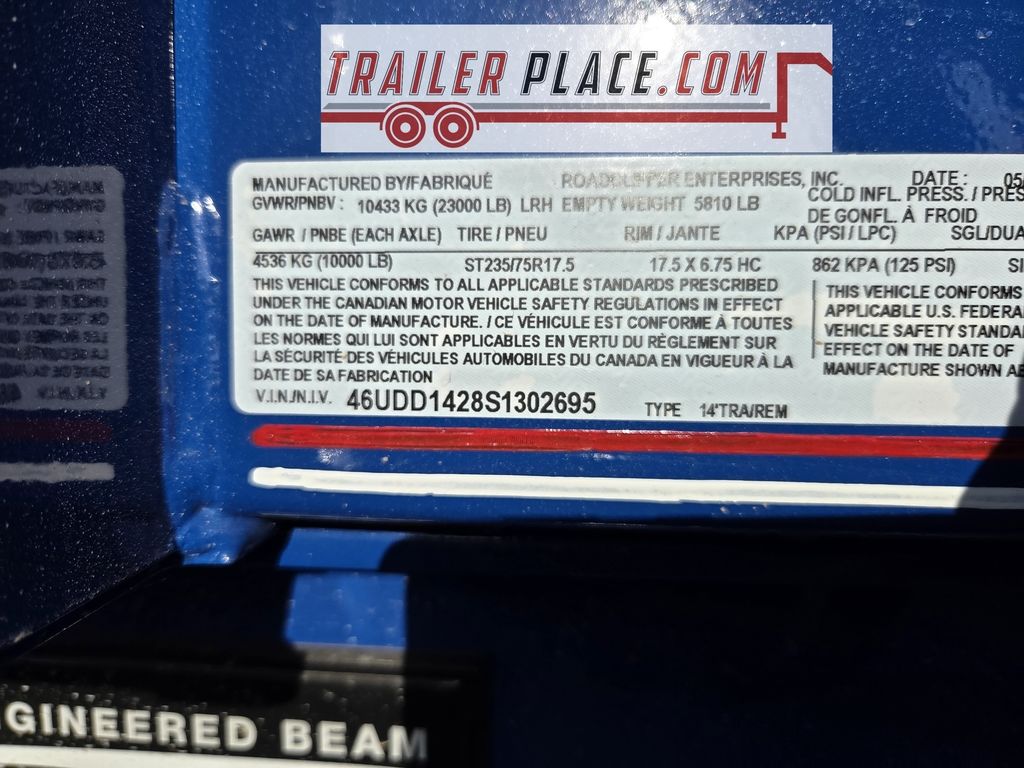 TRAILER PLACE.COM
MANUFACTURED BY/FABRIQUÉ ENTERPRISES, INC. DATE : 05
GVWR/PNBV : 10433 KG (23000 LB) LRH EMPTY WEIGHT 5810 LB COLD INFL. PRESS. / PRES
DE GONFL. À FROID
GAWR / PNBE (EACH AXLE) TIRE / PNEU RIM / JANTE KPA (PSI / LPC) SGL/DUA
4536 KG (10000 LB) ST235/75R17.5 17.5 X 6.75 HC 862 KPA (125 PSI) SI
THIS VEHICLE CONFORMS TO ALL APPLICABLE STANDARDS PRESCRIBED
UNDER THE CANADIAN MOTOR VEHICLE SAFETY REGULATIONS IN EFFECT
ON THE DATE OF MANUFACTURE. / CE VÉHICULE EST CONFORME À TOUTES
LES NORMES QUI LUI SONT APPLICABLES EN VERTU DU RÈGLEMENT SUR
LA SÉCURITÉ DES VÉHICULES AUTOMOBILES DU CANADA EN VIGUEUR À LA
DATE DE SA FABRICATION
THIS VEHICLE CONFORMS
APPLICABLE U.S. FEDERA
VEHICLE SAFETY STANDA
EFFECT ON THE DATE OF
MANUFACTURE SHOWN AB
V.I.N./N.I.V. 46UDD1428S1302695 TYPE 14'TRA/REM
GINEERED BEAM